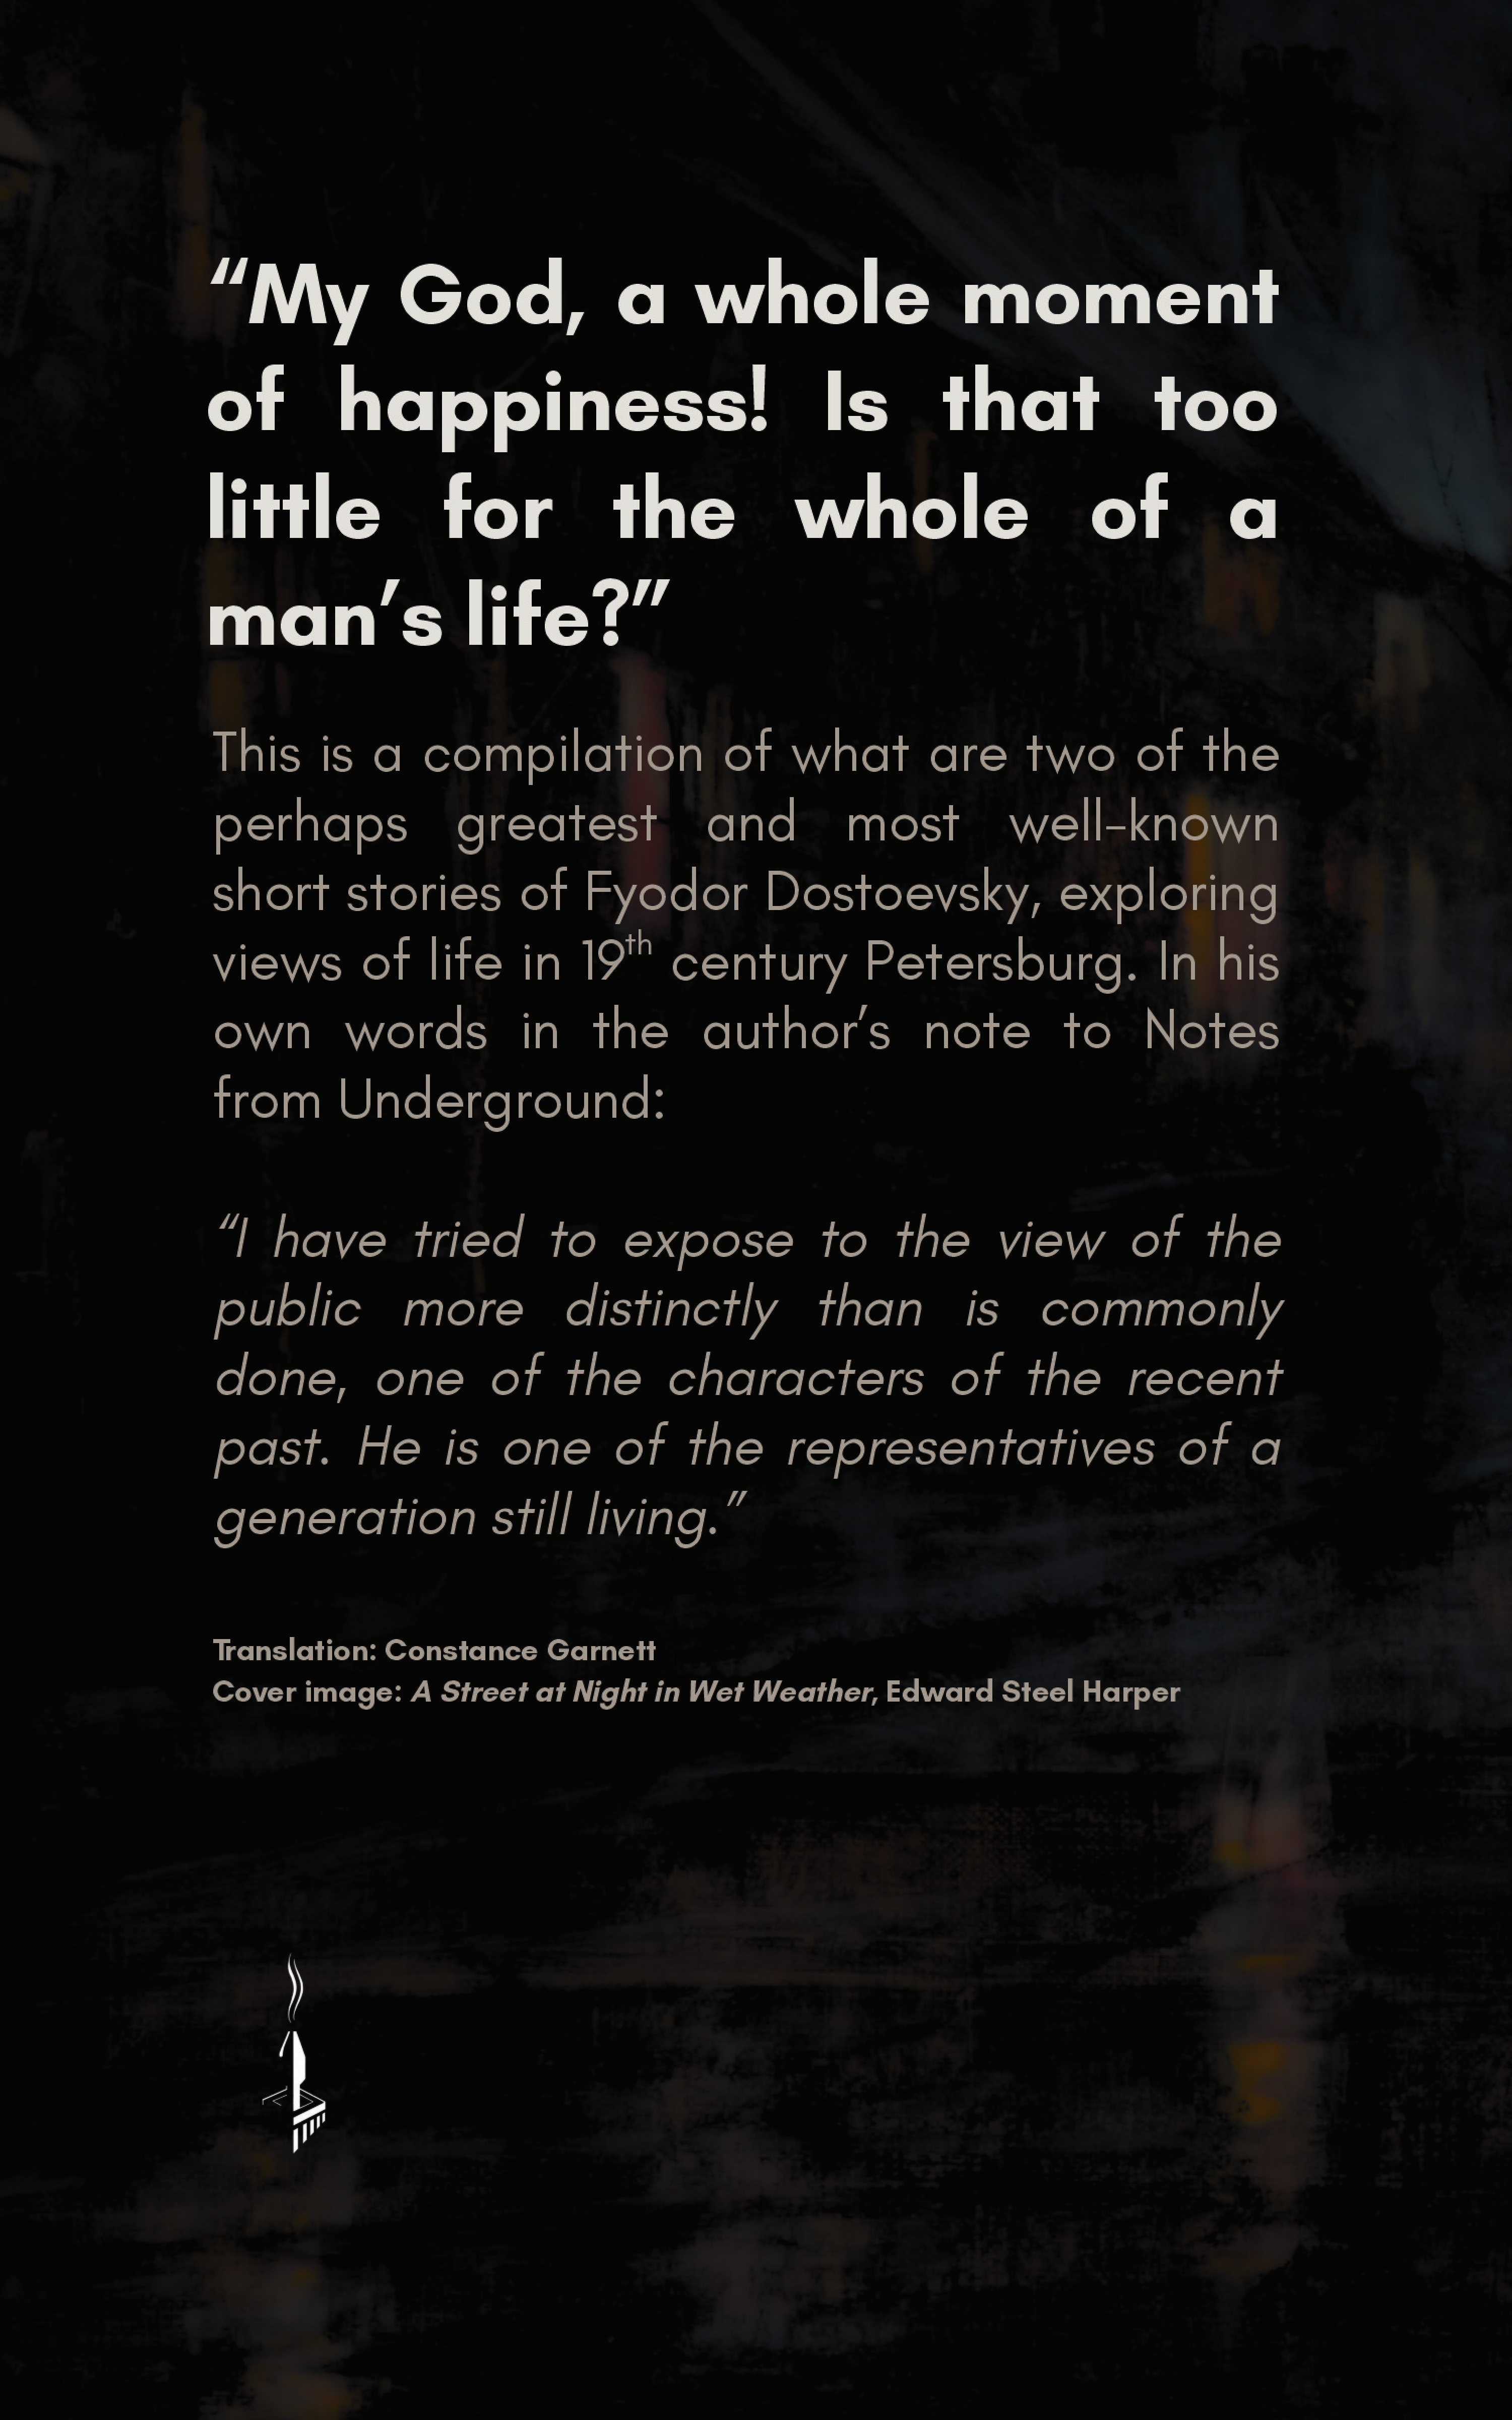 “My God, a whole moment
of happiness! Is that too
little for the whole of a
man’s life?”
This is a compilation of what are two of the
perhaps greatest and most well-known
short stories of Fyodor Dostoevsky, exploring
views of life in 19th century Petersburg. In his
own words in the author’s note to Notes
from Underground:
“I have tried to expose to the view of the
public more distinctly than is commonly
done, one of the characters of the recent
past. He is one of the representatives of a
generation still living.”
Translation: Constance Garnett
Cover image: A Street at Night in Wet Weather, Edward Steel Harper